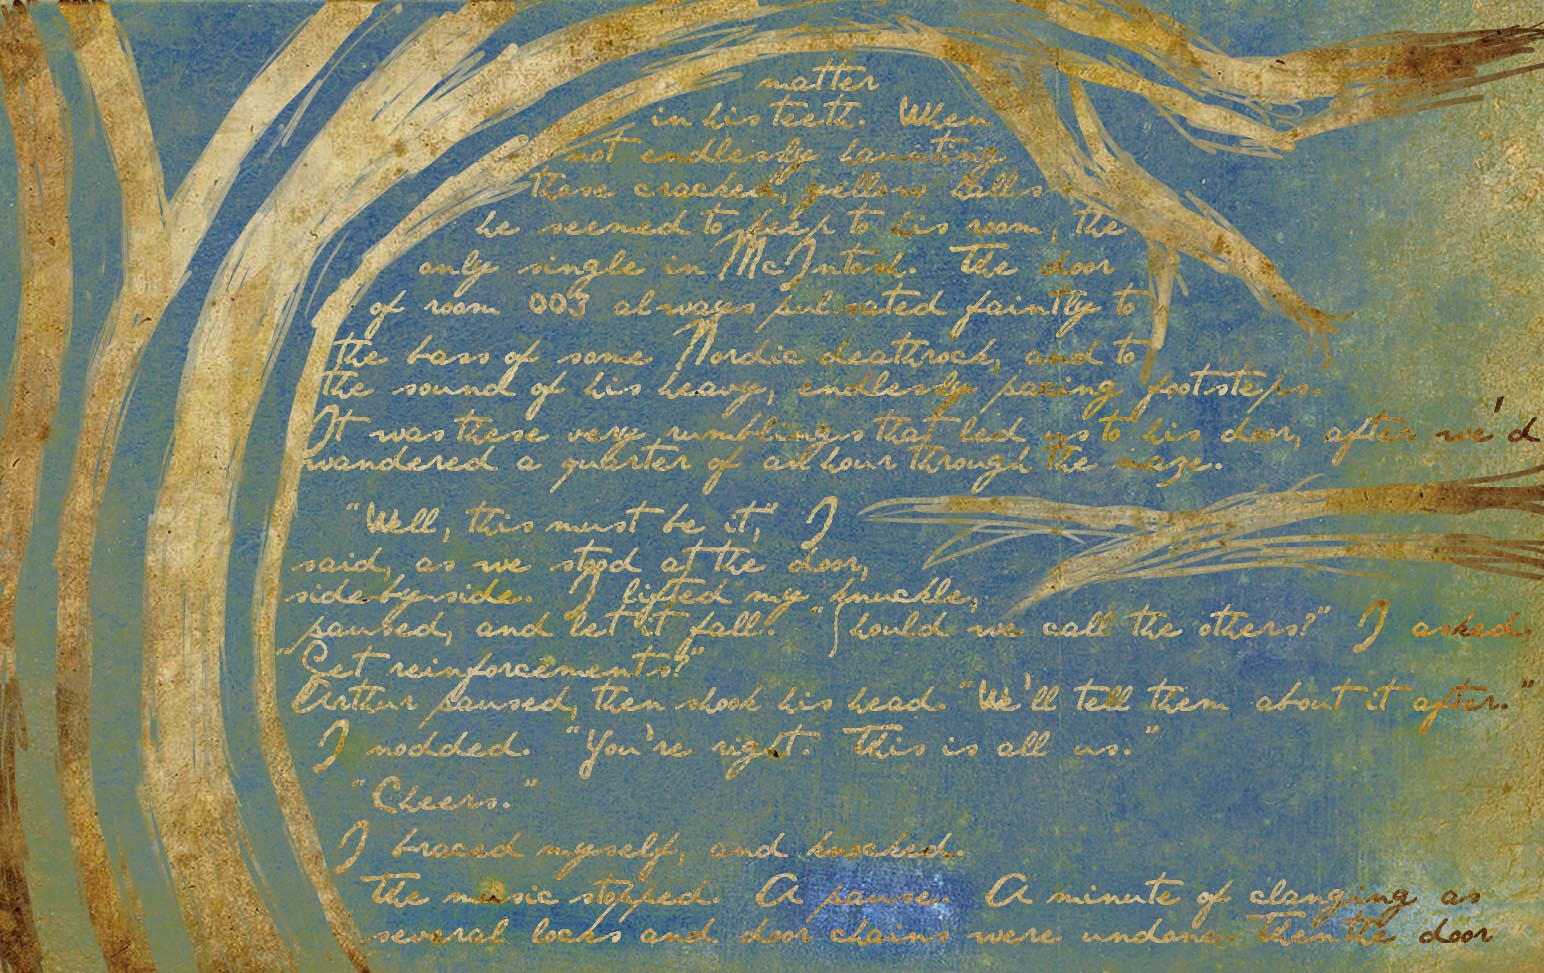 matter
in his teeth. When
not endlessly haunting
those cracked, yellow halls
he seemed to keep to his room, the
only single in McIntosh. The door
of room 003 always pulsated faintly to
the bass of some Nordic deathrock, and to
the sound of his heavy, endlessly pacing footsteps.
It was these very rumblings that led us to his door, after we'd
wandered a quarter of an hour through the maze.
"Well, this must be it," I
said, as we stood at the door,
side-by-side. I lifted my knuckle,
paused, and let it fall. "Should we call the others?" I asked.
"Get reinforcements?"
Arthur paused, then shook his head. "We'll tell them about it after."
I nodded. "You're right. This is all us."
"Cheers."
I braced myself, and knocked.
The music stopped. A pause. A minute of clanging as
several locks and door chains were undone. Then the door